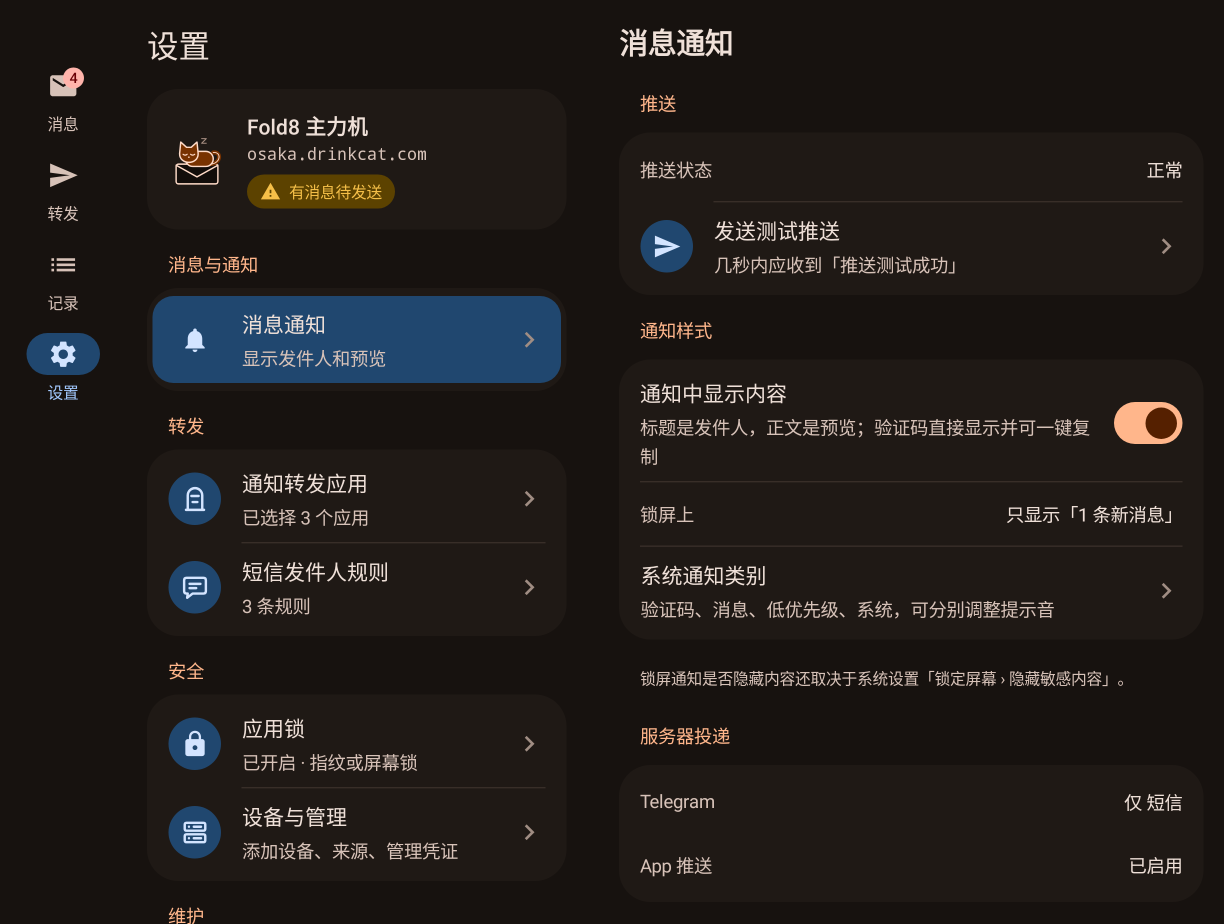 4
消息
转发
记录
设置
设置
Fold8 主力机
osaka.drinkcat.com
有消息待发送
消息与通知
消息通知
显示发件人和预览
转发
通知转发应用
已选择 3 个应用
短信发件人规则
3 条规则
安全
应用锁
已开启 · 指纹或屏幕锁
设备与管理
添加设备、来源、管理凭证
维护
消息通知
推送
推送状态 正常
发送测试推送
几秒内应收到「推送测试成功」
通知样式
通知中显示内容
标题是发件人，正文是预览；验证码直接显示并可一键复
制
锁屏上 只显示「1 条新消息」
系统通知类别
验证码、消息、低优先级、系统，可分别调整提示音
锁屏通知是否隐藏内容还取决于系统设置「锁定屏幕 › 隐藏敏感内容」。
服务器投递
Telegram 仅 短信
App 推送 已启用